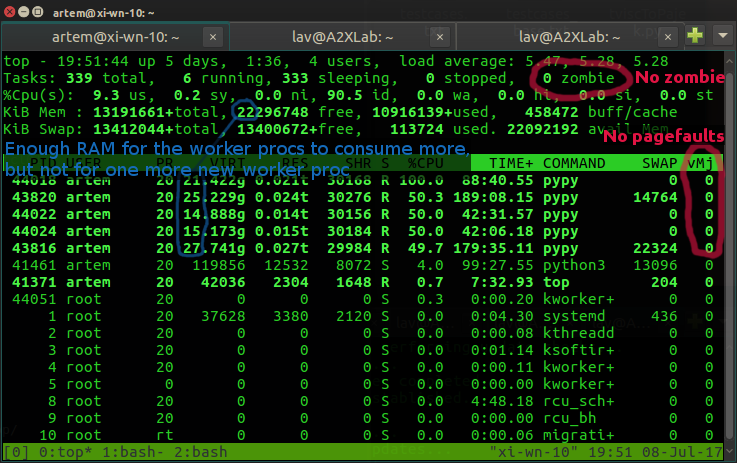 artem@xi-wn-10: ~
artem@xi-wn-10: ~ × lav@A2XLab: ~ × lav@A2XLab: ~ ×
top - 19:51:44 up 5 days,  1:36,  4 users,  load average: 5.47, 5.28, 5.28
Tasks: 339 total,   6 running, 333 sleeping,   0 stopped,   0 zombie
No zombie
%Cpu(s):  9.3 us,  0.2 sy,  0.0 ni, 90.5 id,  0.0 wa,  0.0 hi,  0.0 si,  0.0 st
KiB Mem : 13191661+total, 22296748 free, 10916139+used,   458472 buff/cache
KiB Swap: 13412044+total, 13400672+free,   113724 used. 22092192 avail Mem
No pagefaults
Enough RAM for the worker procs to consume more,
but not for one more new worker proc
PID USER PR VIRT RES SHR S %CPU TIME+ COMMAND SWAP vMj
44018 artem 20 21.422g 0.021t 30168 R 100.0 88:40.55 pypy 0 0
43820 artem 20 25.229g 0.024t 30276 R 50.3 189:08.15 pypy 14764 0
44022 artem 20 14.888g 0.014t 30156 R 50.0 42:31.57 pypy 0 0
44024 artem 20 15.173g 0.015t 30184 R 50.0 42:06.18 pypy 0 0
43816 artem 20 27.741g 0.027t 29984 R 49.7 179:35.11 pypy 22324 0
41461 artem 20 119856 12532 8072 S 4.0 99:27.55 python3 13096 0
41371 artem 20 42036 2304 1648 R 0.7 7:32.93 top 204 0
44051 root 20 0 0 0 S 0.3 0:00.20 kworker+ 0 0
1 root 20 37628 3380 2120 S 0.0 0:04.30 systemd 436 0
2 root 20 0 0 0 S 0.0 0:00.08 kthreadd 0 0
3 root 20 0 0 0 S 0.0 0:01.14 ksoftir+ 0 0
4 root 20 0 0 0 S 0.0 0:00.11 kworker+ 0 0
5 root 0 0 0 0 S 0.0 0:00.00 kworker+ 0 0
8 root 20 0 0 0 S 0.0 4:48.18 rcu_sch+ 0 0
9 root 20 0 0 0 S 0.0 0:00.00 rcu_bh 0 0
10 root rt 0 0 0 S 0.0 0:00.06 migrati+ 0 0
[0] 0:top* 1:bash- 2:bash "xi-wn-10" 19:51 08-Jul-17